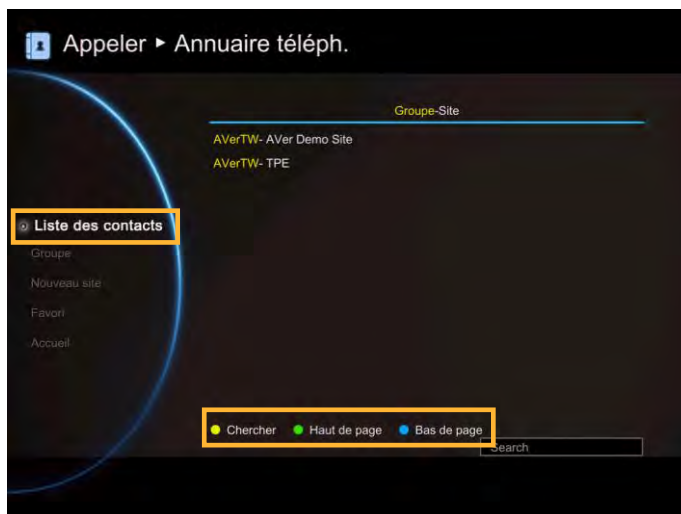 Appeler ▸ Annuaire téléph.
Groupe-Site
AVerTW- AVer Demo Site
AVerTW- TPE
Liste des contacts
Groupe
Nouveau site
Favori
Accueil
Chercher Haut de page Bas de page
Search